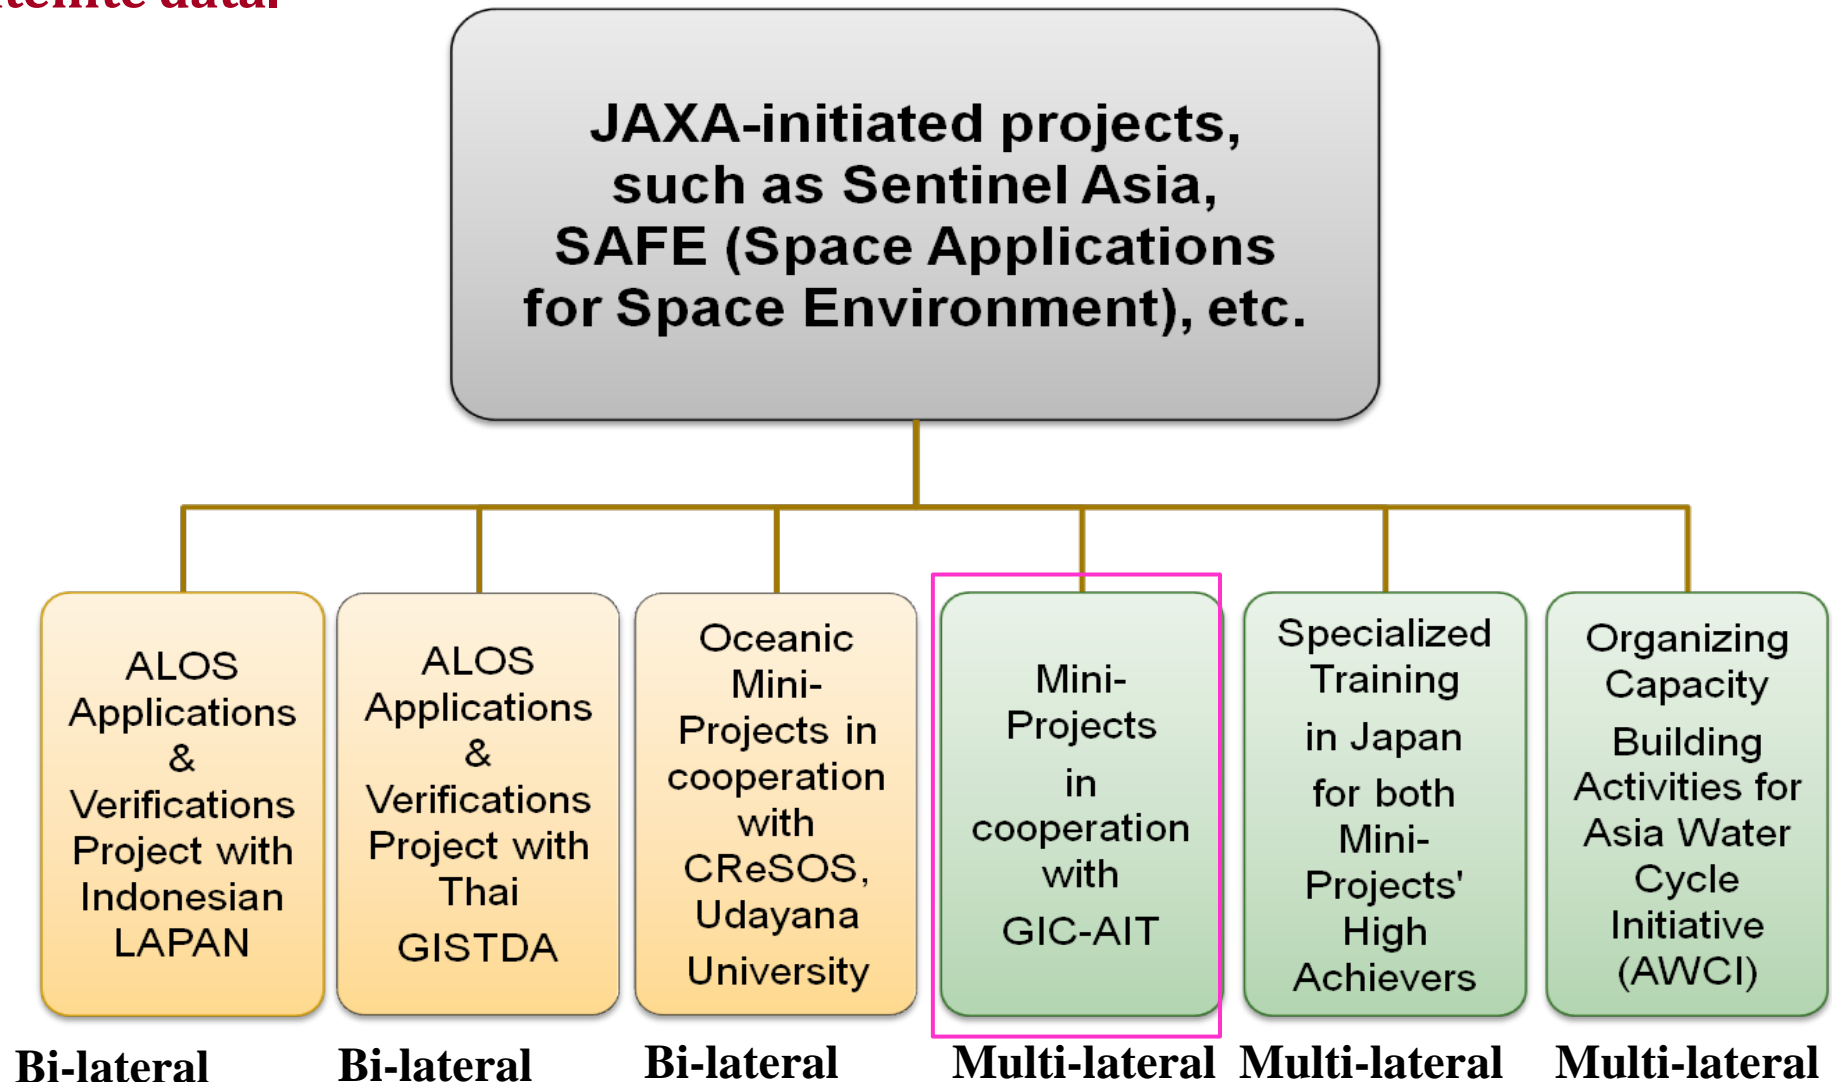 data.
JAXA-initiated projects,
such as Sentinel Asia,
SAFE (Space Applications
for Space Environment), etc.
ALOS
Applications
&
Verifications
Project with
Indonesian
LAPAN
ALOS
Applications
&
Verifications
Project with
Thai
GISTDA
Oceanic
Mini-
Projects in
cooperation
with
CReSOS,
Udayana
University
Mini-
Projects
in
cooperation
with
GIC-AIT
Specialized
Training
in Japan
for both
Mini-
Projects'
High
Achievers
Organizing
Capacity
Building
Activities for
Asia Water
Cycle
Initiative
(AWCI)
Bi-lateral
Bi-lateral
Bi-lateral
Multi-lateral
Multi-lateral
Multi-lateral